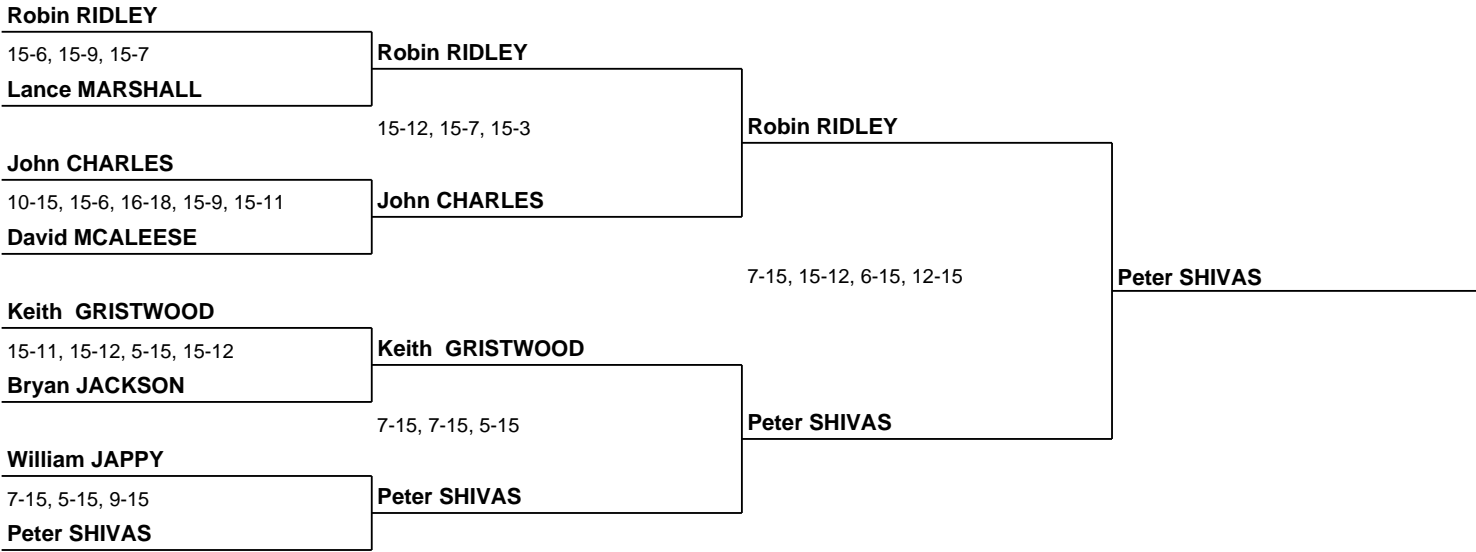 Robin RIDLEY
15-6, 15-9, 15-7
Robin RIDLEY
Lance MARSHALL
15-12, 15-7, 15-3
Robin RIDLEY
John CHARLES
10-15, 15-6, 16-18, 15-9, 15-11
John CHARLES
David MCALEESE
7-15, 15-12, 6-15, 12-15
Peter SHIVAS
Keith  GRISTWOOD
15-11, 15-12, 5-15, 15-12
Keith  GRISTWOOD
Bryan JACKSON
7-15, 7-15, 5-15
Peter SHIVAS
William JAPPY
7-15, 5-15, 9-15
Peter SHIVAS
Peter SHIVAS